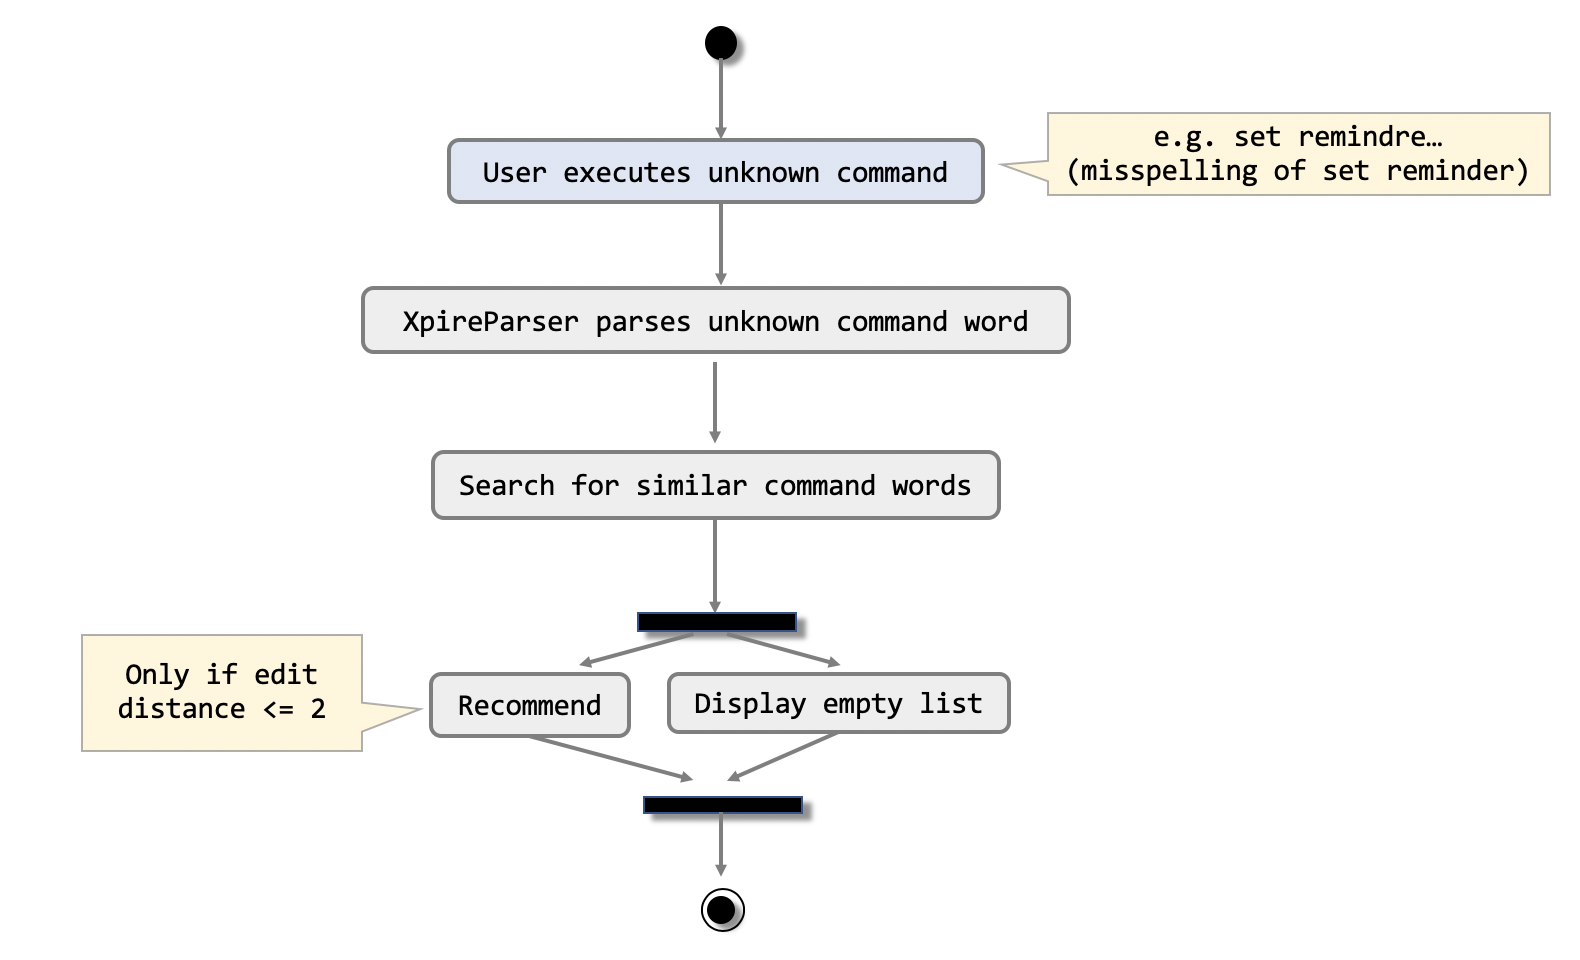 User executes unknown command
e.g. set remindre…
(misspelling of set reminder)
XpireParser parses unknown command word
Search for similar command words
Only if edit
distance <= 2
Recommend
Display empty list